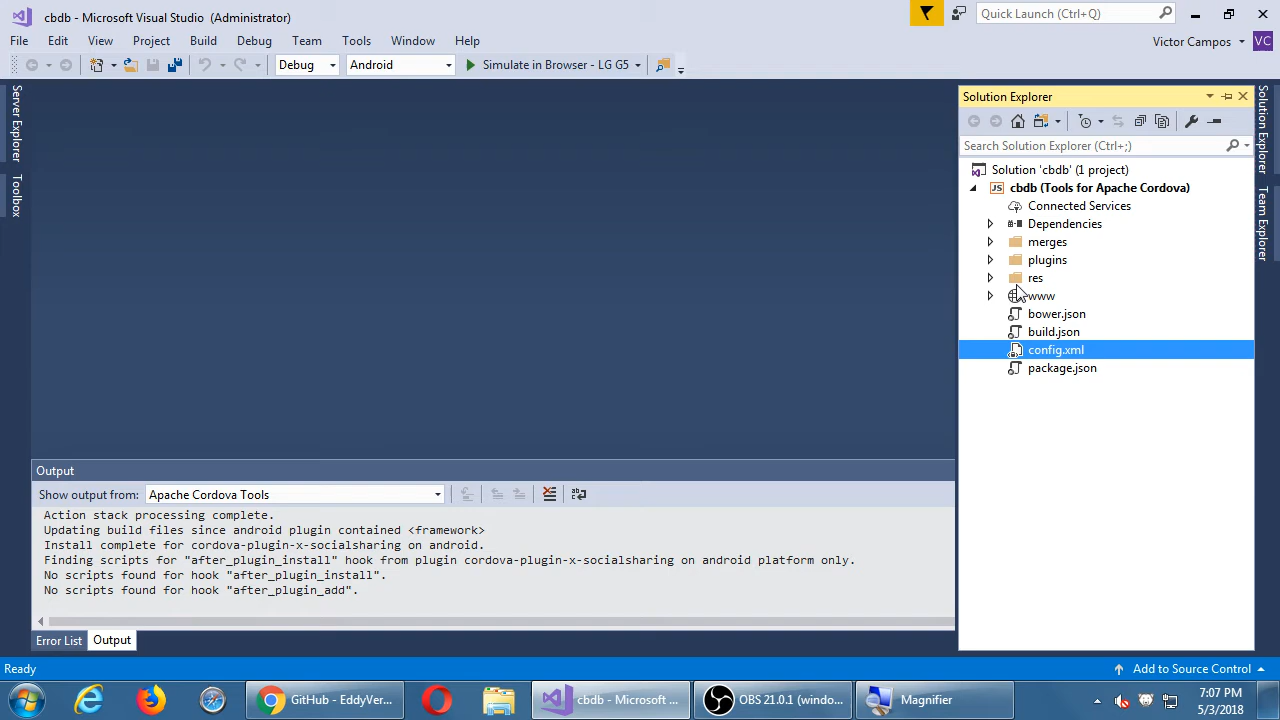 cbdb - Microsoft Visual Studio (Administrator)
Quick Launch (Ctrl+Q)
File Edit View Project Build Debug Team Tools Window Help
Victor Campos VC
Debug Android Simulate in Browser - LG G5
Server Explorer
Toolbox
Solution Explorer
Search Solution Explorer (Ctrl+;)
Solution 'cbdb' (1 project)
JS cbdb (Tools for Apache Cordova)
Connected Services
Dependencies
merges
plugins
res
www
bower.json
build.json
config.xml
package.json
Solution Explorer
Team Explorer
Output
Show output from: Apache Cordova Tools
Action stack processing complete.
Updating build files since android plugin contained <framework>
Install complete for cordova-plugin-x-socialsharing on android.
Finding scripts for "after_plugin_install" hook from plugin cordova-plugin-x-socialsharing on android platform only.
No scripts found for hook "after_plugin_install".
No scripts found for hook "after_plugin_add".
Error List Output
Ready
Add to Source Control
GitHub - EddyVer...
cbdb - Microsoft ...
OBS 21.0.1 (windo...
Magnifier
7:07 PM
5/3/2018